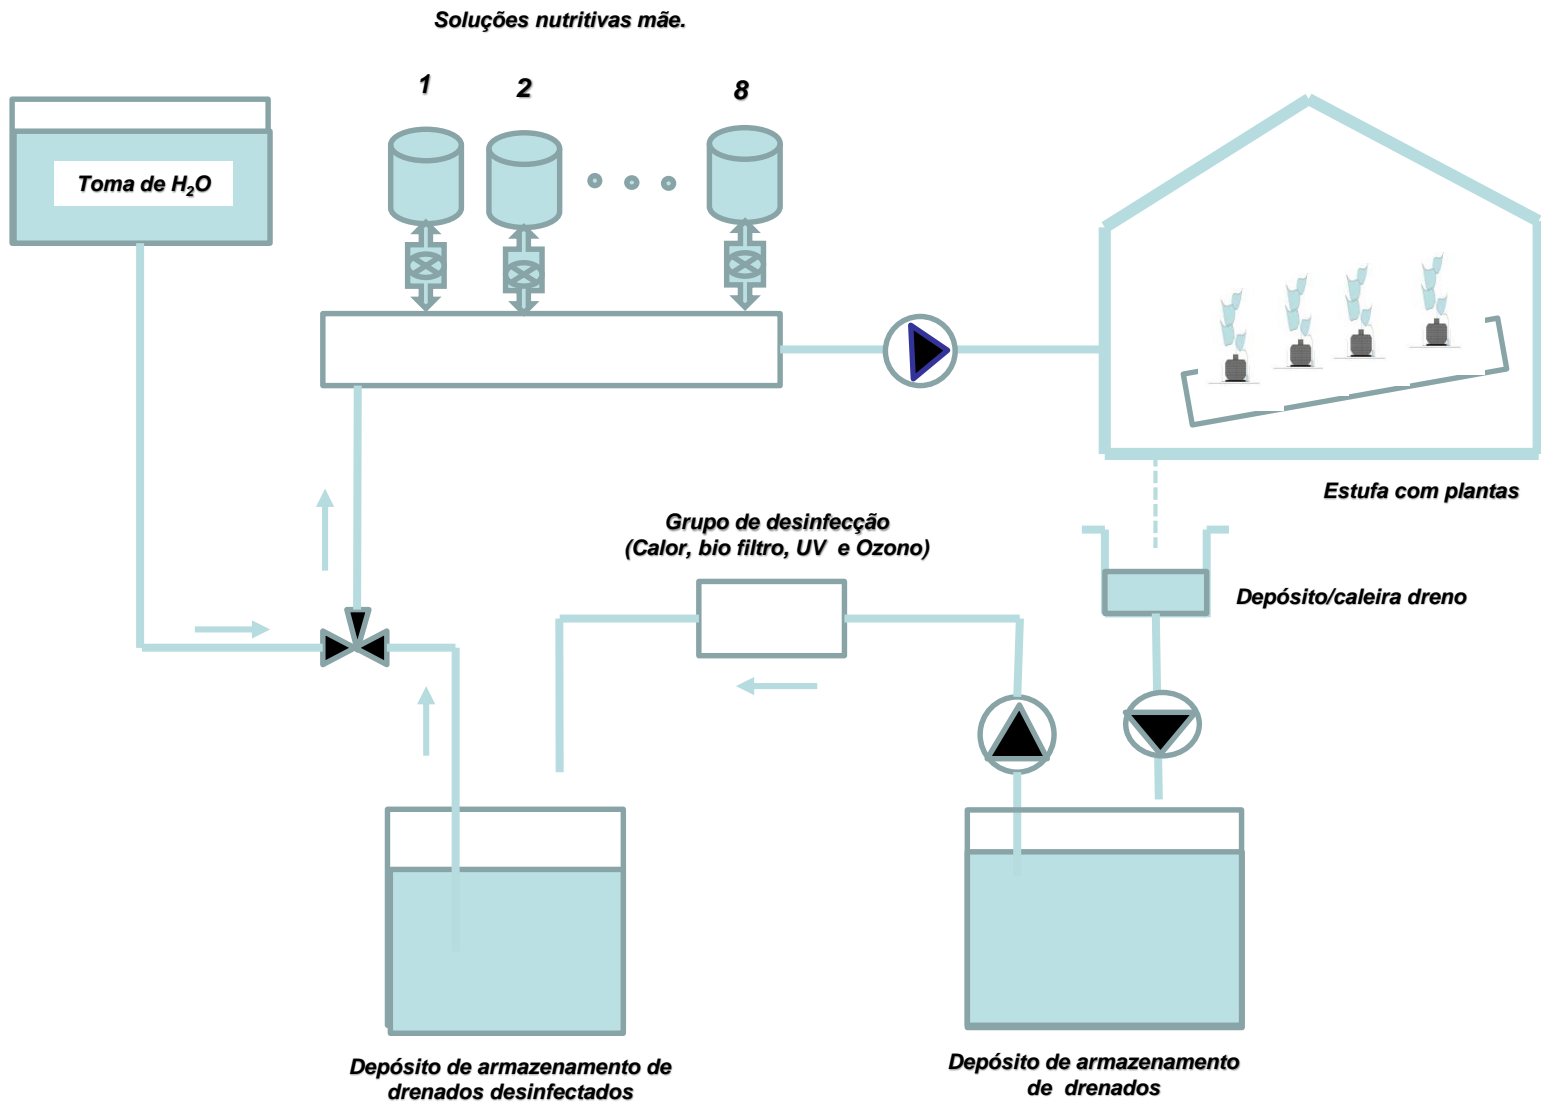 Soluções nutritivas mãe.
1
2
8
Toma de H₂O
Estufa com plantas
Grupo de desinfecção
(Calor, bio filtro, UV e Ozono)
Depósito/caleira dreno
Depósito de armazenamento de
drenados desinfectados
Depósito de armazenamento
de drenados